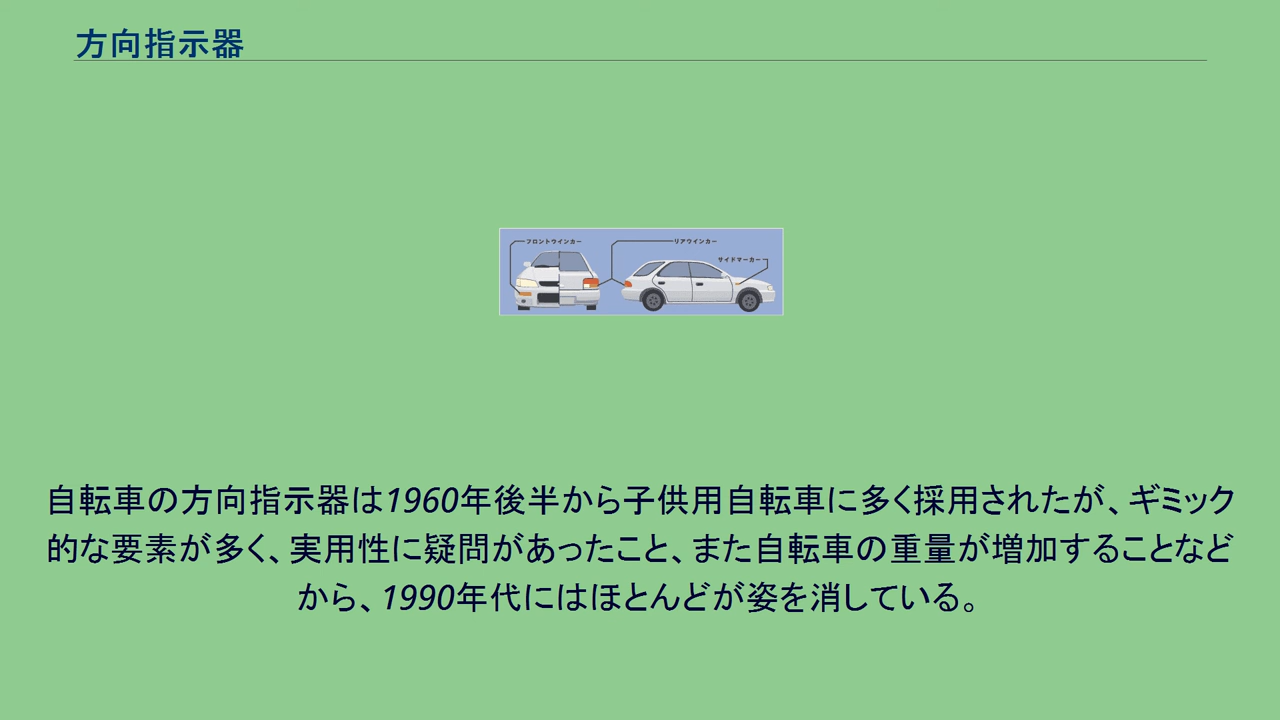 方向指示器
フロントウインカー
リアウインカー
サイドマーカー
自転車の方向指示器は1960年後半から子供用自転車に多く採用されたが、ギミック
的な要素が多く、実用性に疑問があったこと、また自転車の重量が増加することなど
から、1990年代にはほとんどが姿を消している。